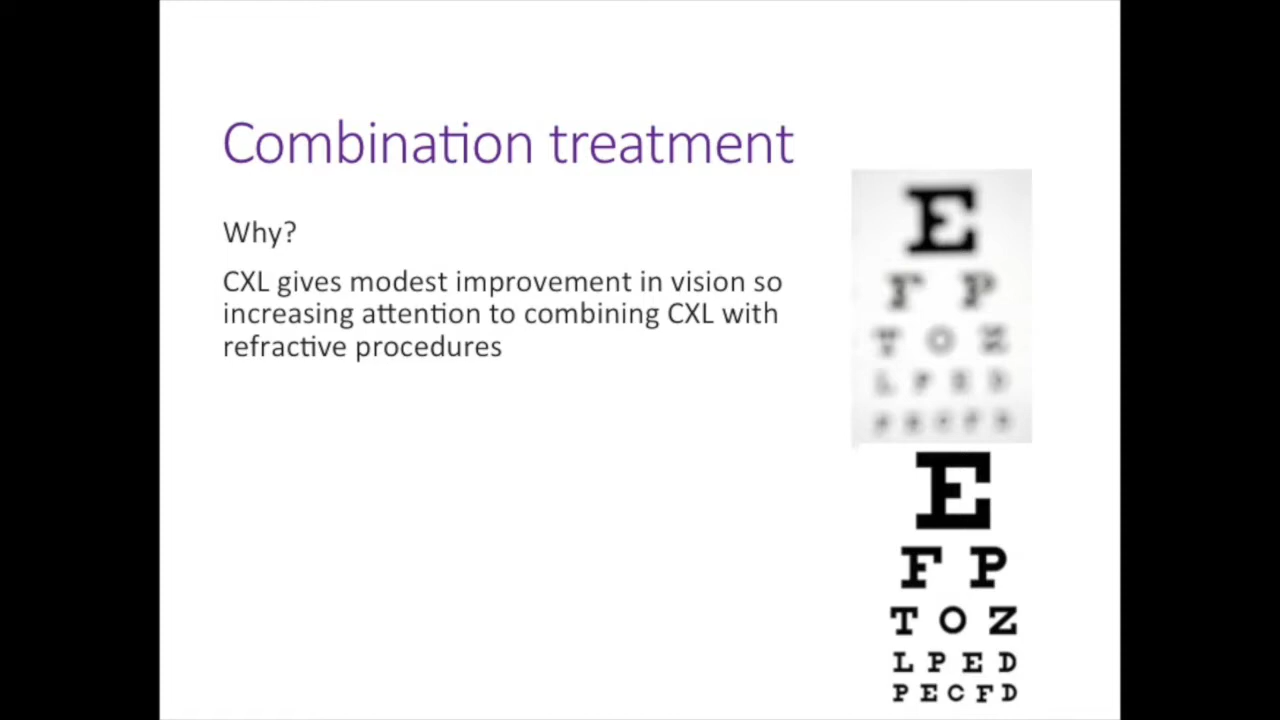 Combination treatment
Why?
CXL gives modest improvement in vision so
increasing attention to combining CXL with
refractive procedures
E
F P
T O Z
L P E D
P E C F D
E
F P
T O Z
L P E D
P E C F D